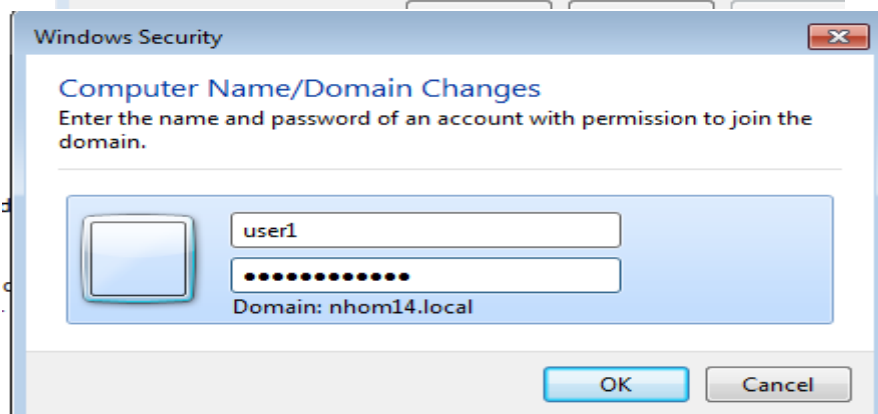 Windows Security
Computer Name/Domain Changes
Enter the name and password of an account with permission to join the
domain.
user1
●●●●●●●●●●●●
Domain: nhom14.local
OK
Cancel